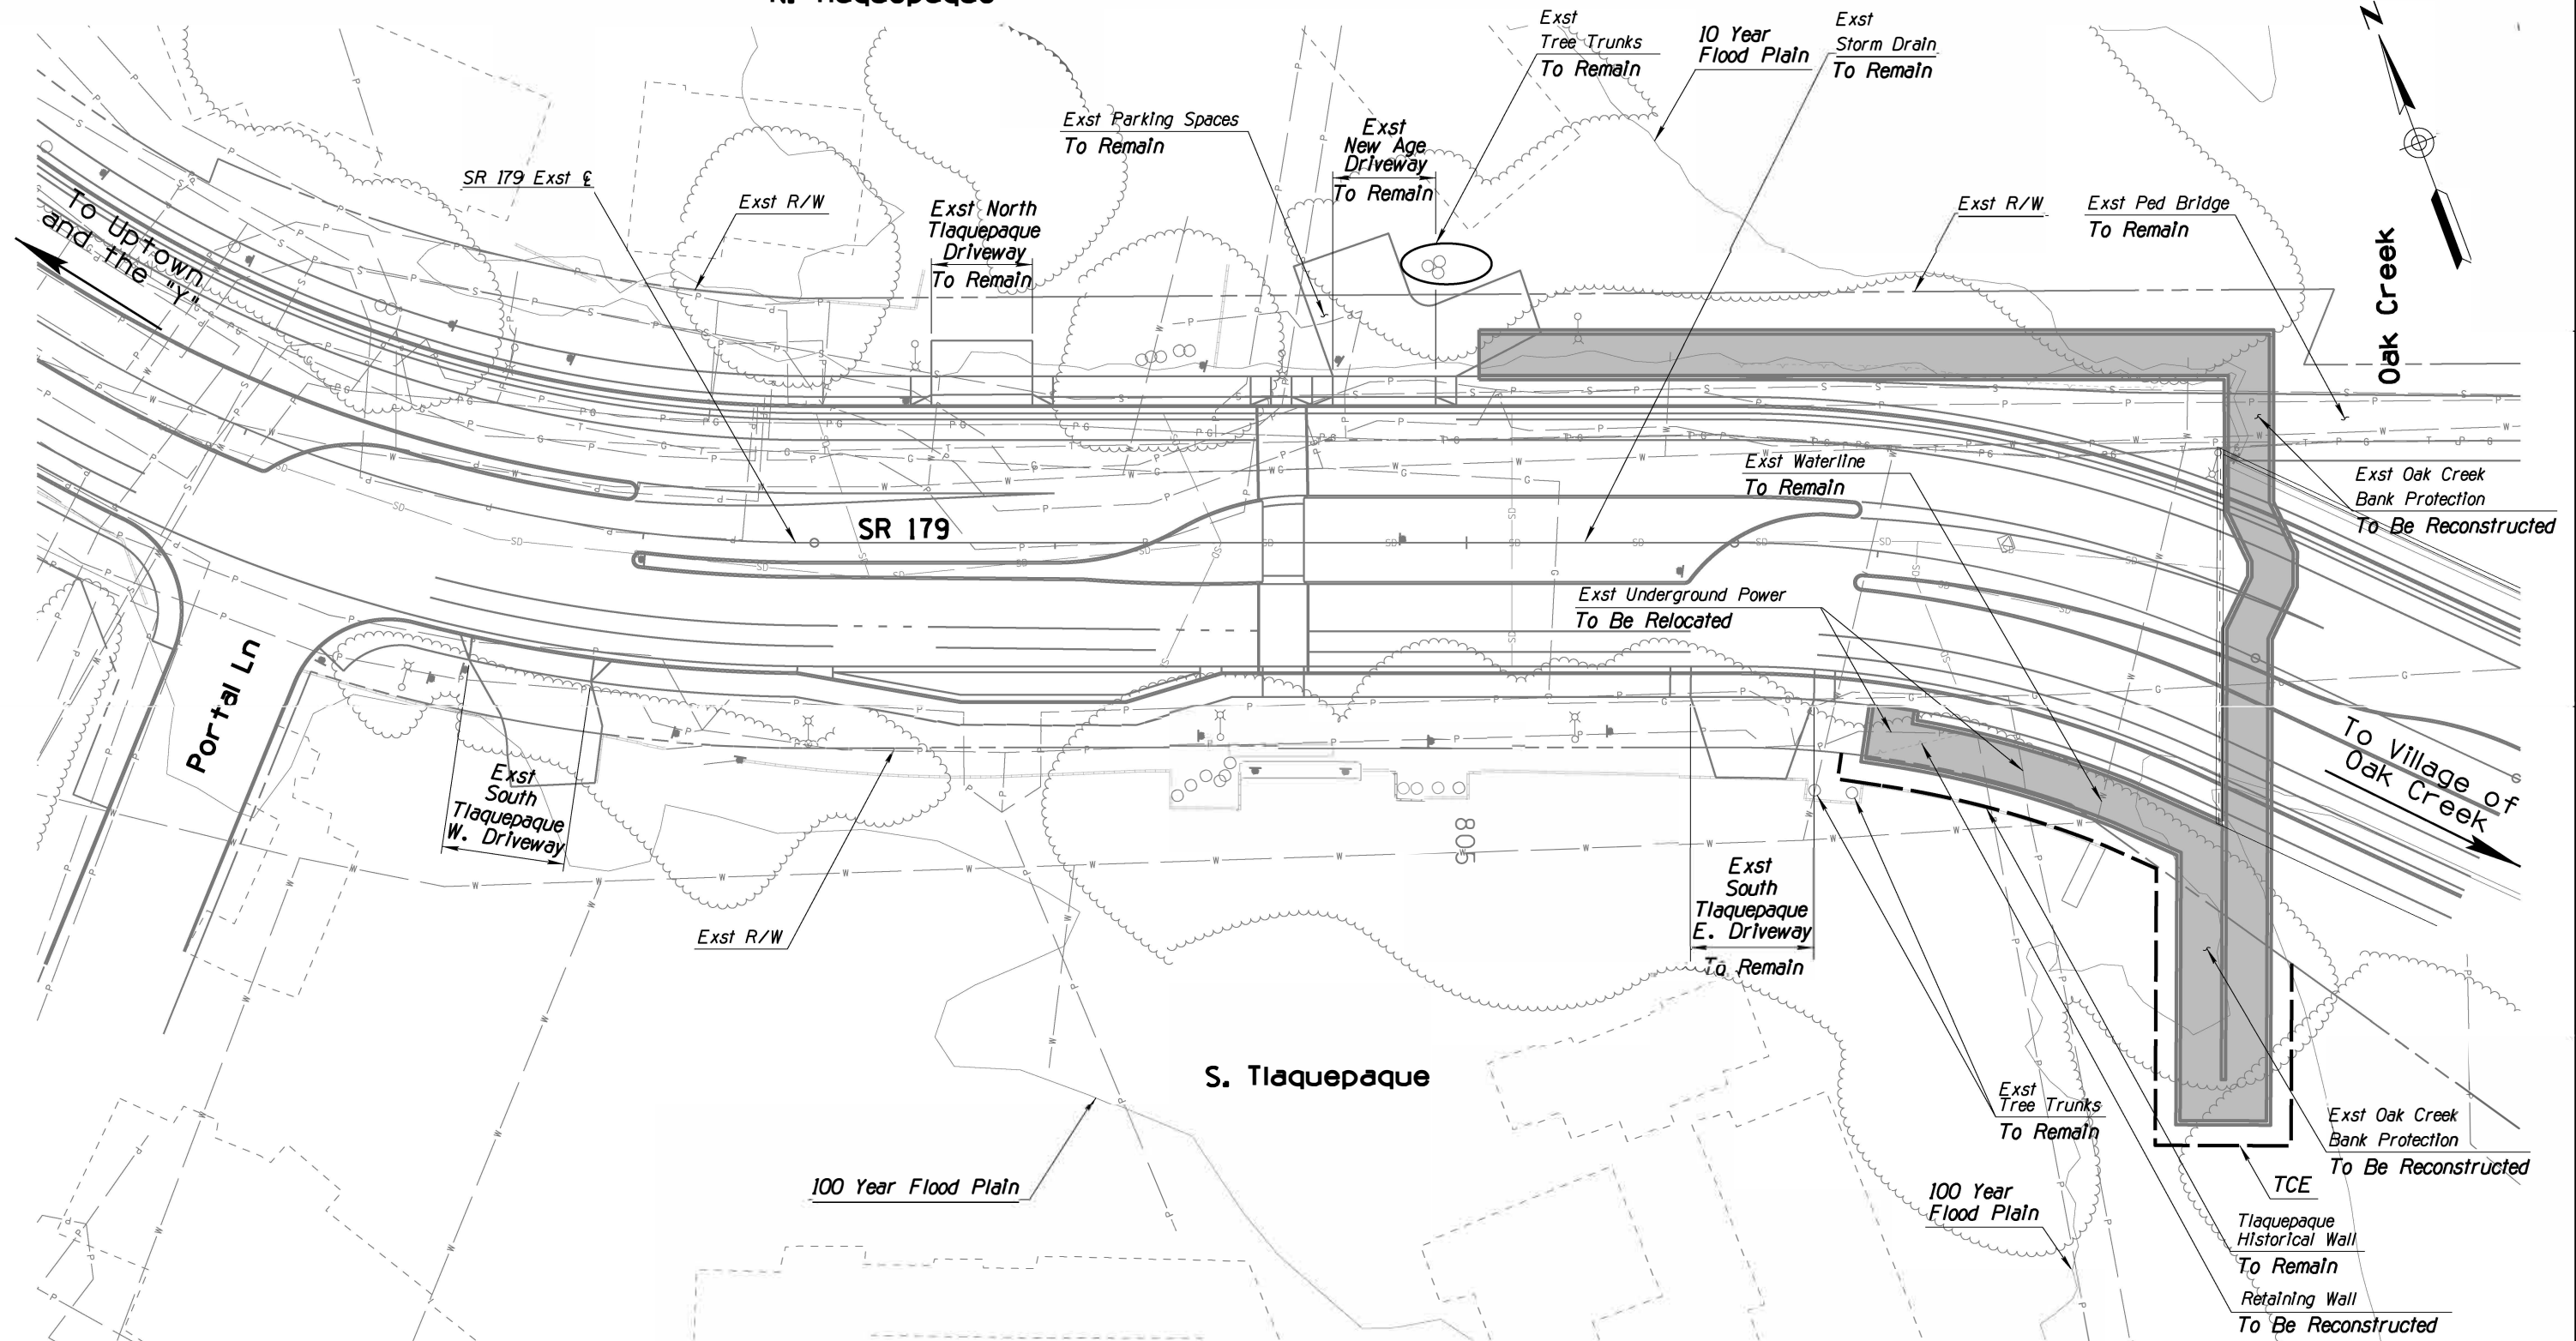 Exst
Tree Trunks
To Remain
10 Year
Flood Plain
Exst
Storm Drain
To Remain
N
Exst Parking Spaces
To Remain
Exst
New Age
Driveway
To Remain
SR 179 Exst ℄
Exst R/W
Exst North
Tlaquepaque
Driveway
To Remain
Exst R/W
Exst Ped Bridge
To Remain
Oak Creek
To Uptown
and the "Y"
Exst Waterline
To Remain
Exst Oak Creek
Bank Protection
To Be Reconstructed
SR 179
Exst Underground Power
To Be Relocated
Portal Ln
Exst
South
Tlaquepaque
W. Driveway
To Village of
Oak Creek
805
Exst
South
Tlaquepaque
E. Driveway
To Remain
Exst R/W
S. Tlaquepaque
Exst
Tree Trunks
To Remain
Exst Oak Creek
Bank Protection
To Be Reconstructed
TCE
100 Year Flood Plain
100 Year
Flood Plain
Tlaquepaque
Historical Wall
To Remain
Retaining Wall
To Be Reconstructed